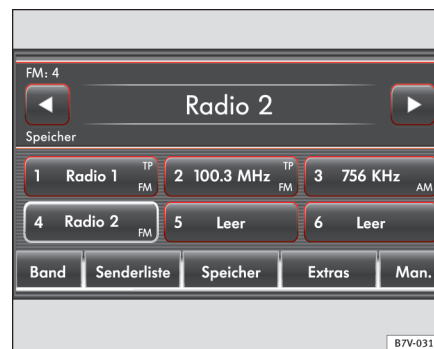 FM: 4
Radio 2
Speicher
1 Radio 1 TP FM
2 100.3 MHz TP FM
3 756 KHz AM
4 Radio 2 FM
5 Leer
6 Leer
Band Senderliste Speicher Extras Man.
B7V-031